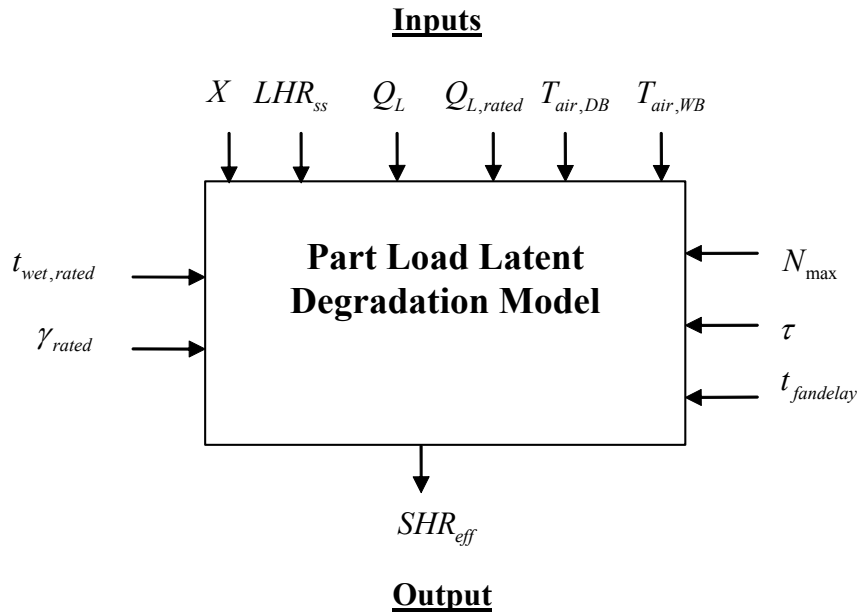 Inputs
X LHR_ss Q_L Q_L,rated T_air,DB T_air,WB
Part Load Latent
Degradation Model
t_wet,rated
γ_rated
N_max
τ
t_fandelay
SHR_eff
Output